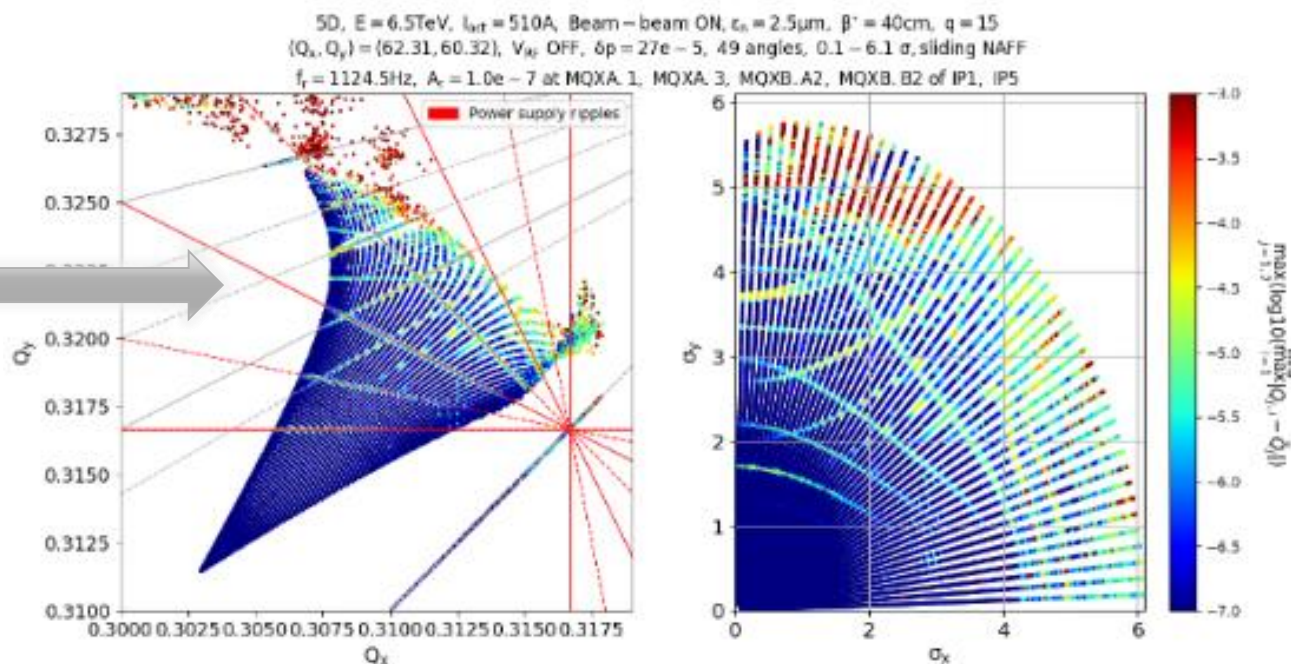 5D, E = 6.5TeV, I_oct = 510A, Beam − beam ON, ε_n = 2.5μm, β* = 40cm, q = 15
(Q_x, Q_y) = (62.31, 60.32), V_RF OFF, δp = 27e − 5, 49 angles, 0.1 − 6.1 σ, sliding NAFF
f_r = 1124.5Hz, A_r = 1.0e − 7 at MQXA. 1, MQXA. 3, MQXB. A2, MQXB. B2 of IP1, IP5
Power supply ripples
0.3275
0.3250
0.3200
0.3175
0.3150
0.3125
0.3100
Q_y
0.3000 0.3025 0.3050 0.3075 0.3100 0.3125 0.3150 0.3175
Q_x
6
5
4
3
2
1
0
σ_y
0 2 4 6
σ_x
−3.0
−3.5
−4.0
−4.5
−5.0
−5.5
−6.0
−6.5
−7.0